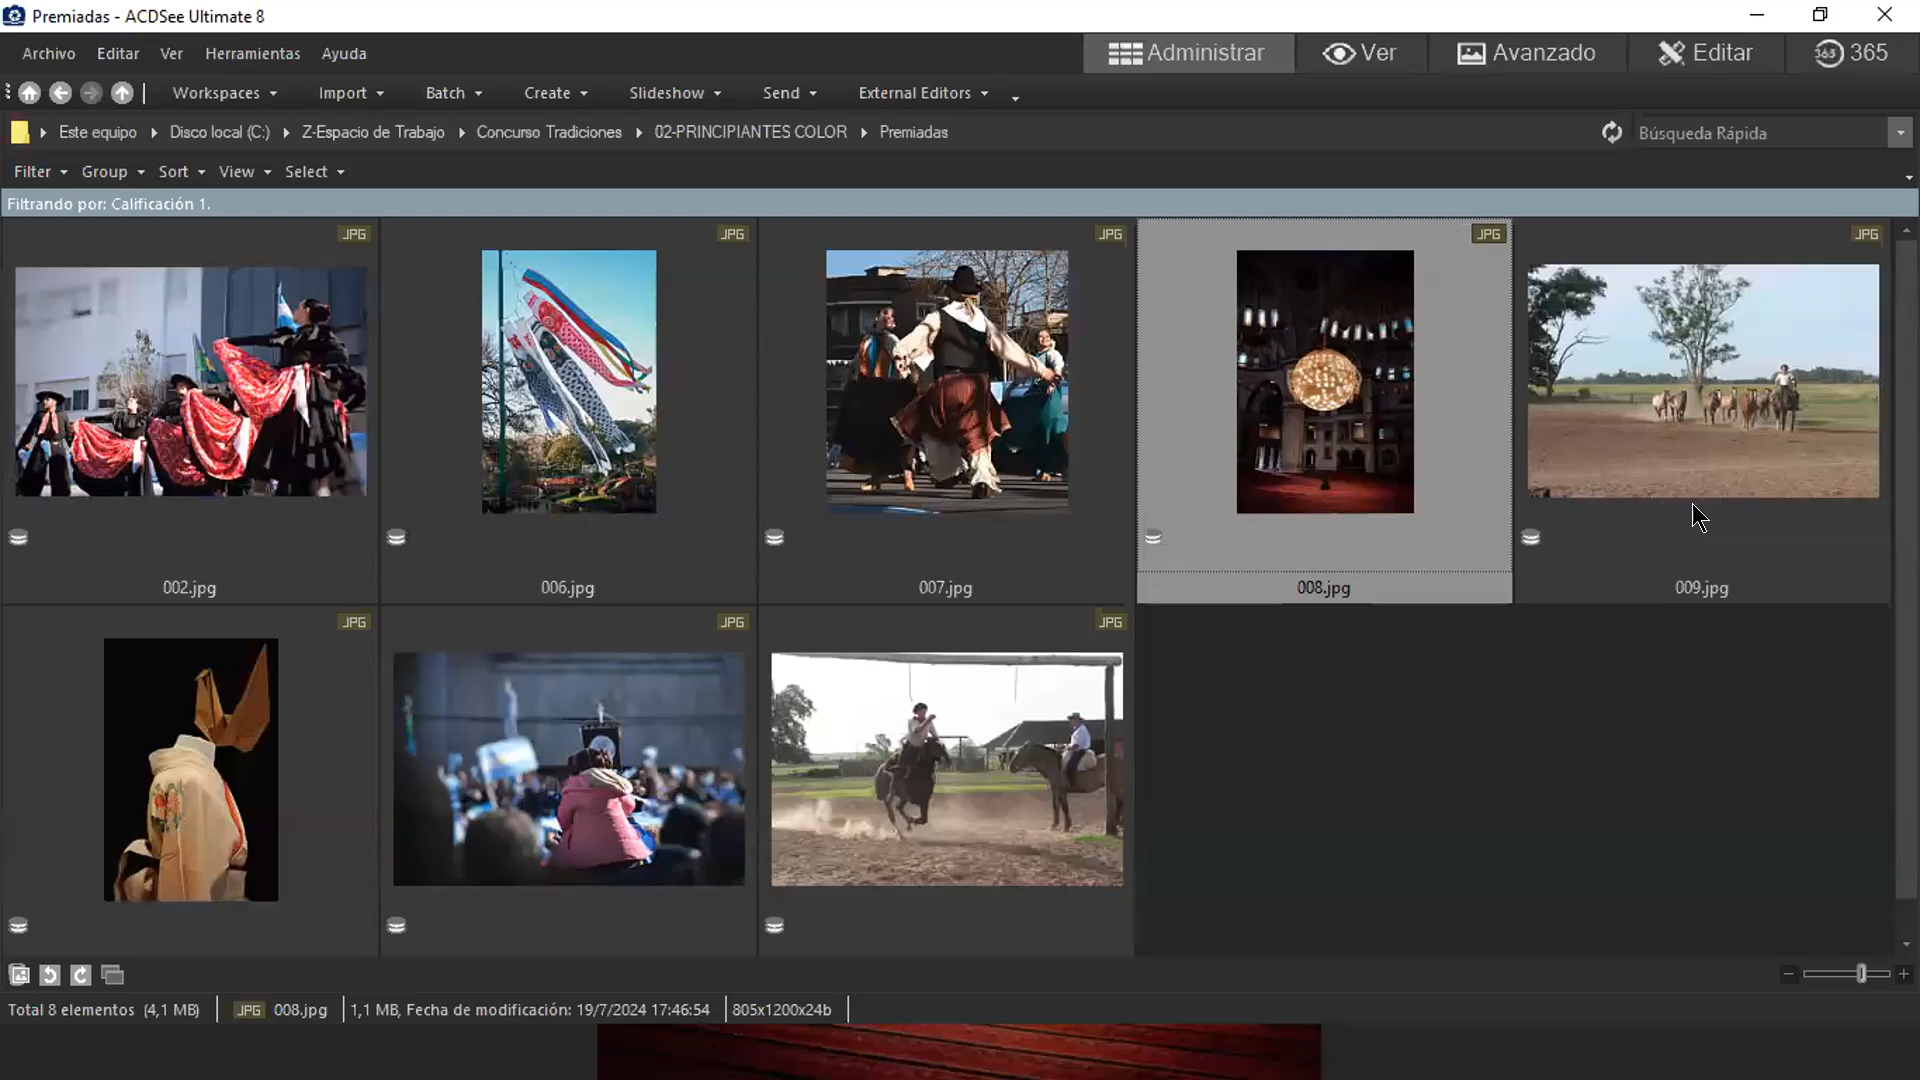 Premiadas - ACDSee Ultimate 8
Archivo Editar Ver Herramientas Ayuda
Administrar Ver Avanzado Editar 365 365
Workspaces Import Batch Create Slideshow Send External Editors
Este equipo Disco local (C:) Z-Espacio de Trabajo Concurso Tradiciones 02-PRINCIPIANTES COLOR Premiadas Búsqueda Rápida
Filter Group Sort View Select
Filtrando por: Calificación 1.
JPG JPG JPG JPG JPG
002.jpg 006.jpg 007.jpg 008.jpg 009.jpg
JPG JPG JPG
Total 8 elementos (4,1 MB) JPG 008.jpg 1,1 MB, Fecha de modificación: 19/7/2024 17:46:54 805x1200x24b